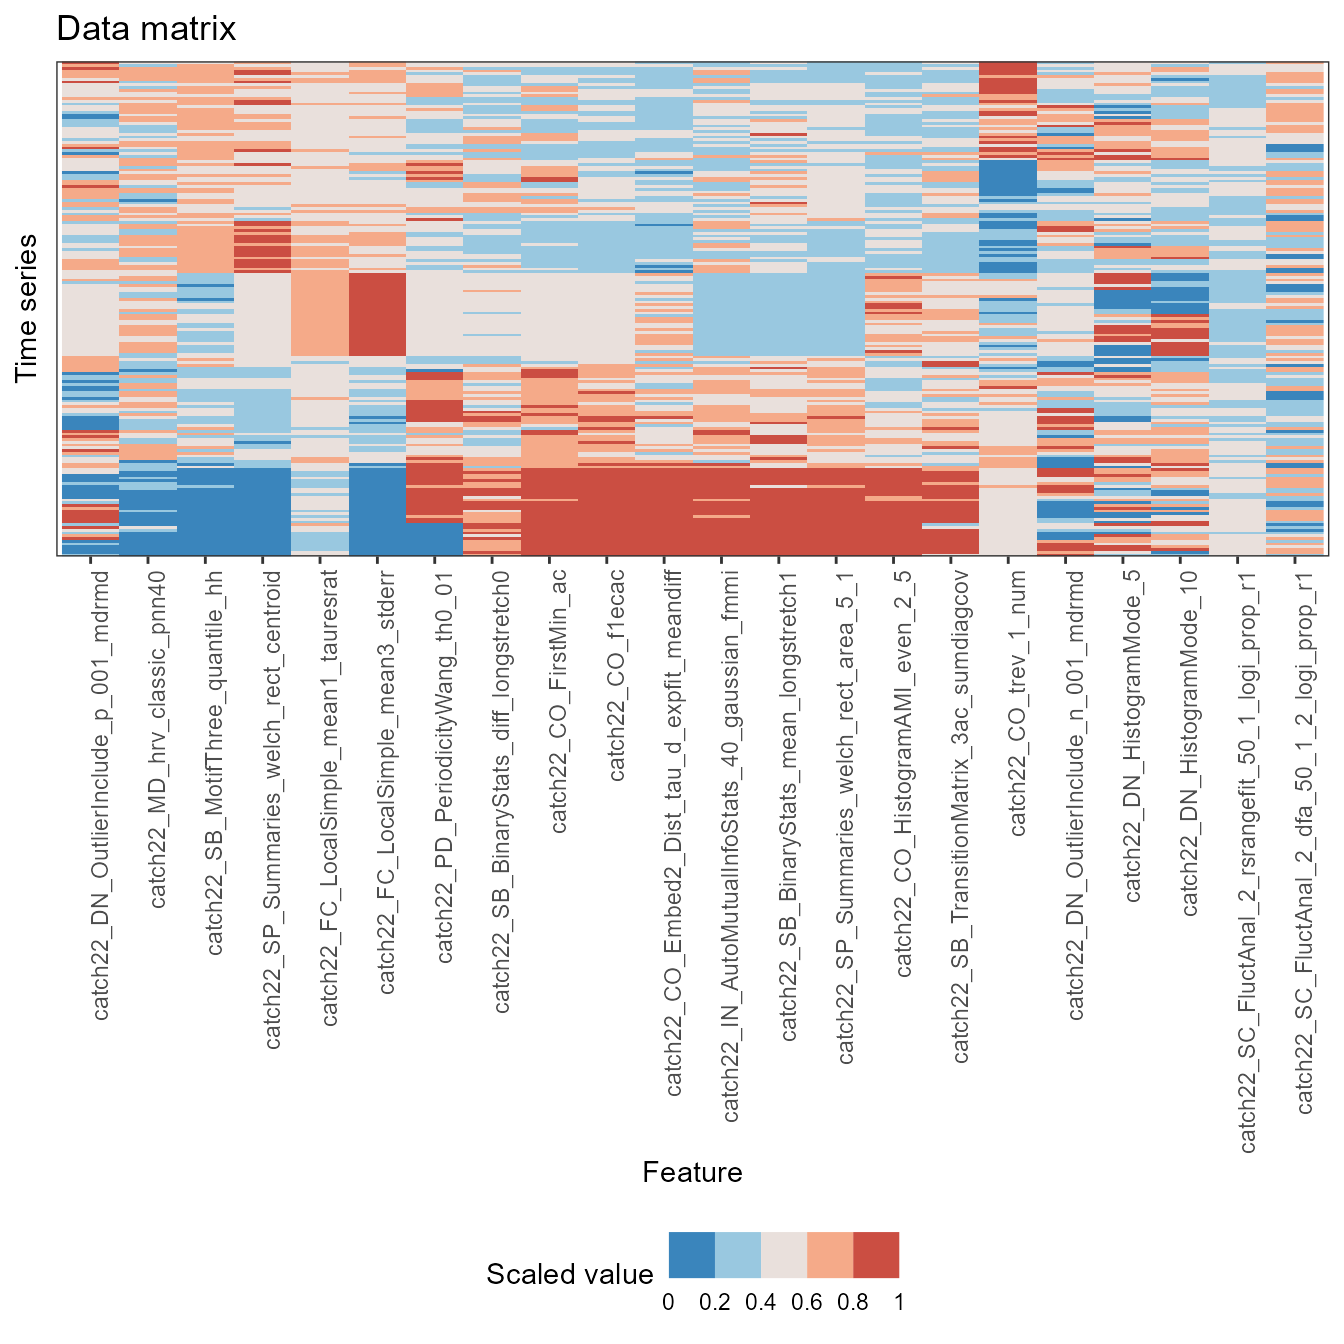 Data matrix
Time series
catch22_DN_OutlierInclude_p_001_mdrmd
catch22_MD_hrv_classic_pnn40
catch22_SB_MotifThree_quantile_hh
catch22_SP_Summaries_welch_rect_centroid
catch22_FC_LocalSimple_mean1_tauresrat
catch22_FC_LocalSimple_mean3_stderr
catch22_PD_PeriodicityWang_th0_01
catch22_SB_BinaryStats_diff_longstretch0
catch22_CO_FirstMin_ac
catch22_CO_f1ecac
catch22_CO_Embed2_Dist_tau_d_expfit_meandiff
catch22_IN_AutoMutualInfoStats_40_gaussian_fmmi
catch22_SB_BinaryStats_mean_longstretch1
catch22_SP_Summaries_welch_rect_area_5_1
catch22_CO_HistogramAMI_even_2_5
catch22_SB_TransitionMatrix_3ac_sumdiagcov
catch22_CO_trev_1_num
catch22_DN_OutlierInclude_n_001_mdrmd
catch22_DN_HistogramMode_5
catch22_DN_HistogramMode_10
catch22_SC_FluctAnal_2_rsrangefit_50_1_logi_prop_r1
catch22_SC_FluctAnal_2_dfa_50_1_2_logi_prop_r1
Feature
Scaled value
0 0.2 0.4 0.6 0.8 1